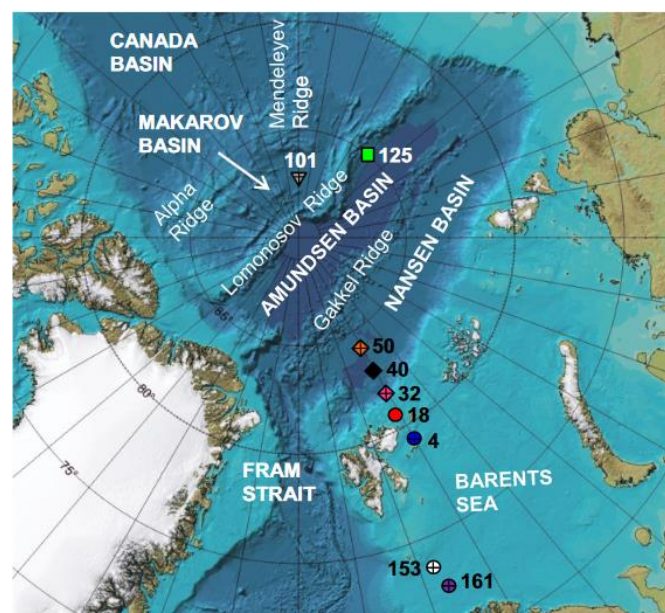 CANADA
BASIN
Mendeleyev
Ridge
MAKAROV
BASIN
101
125
Alpha
Ridge
Lomonosov Ridge
AMUNDSEN BASIN
Gakkel Ridge
NANSEN BASIN
85°
50
40
32
18
4
80°
75°
FRAM
STRAIT
BARENTS
SEA
153
161